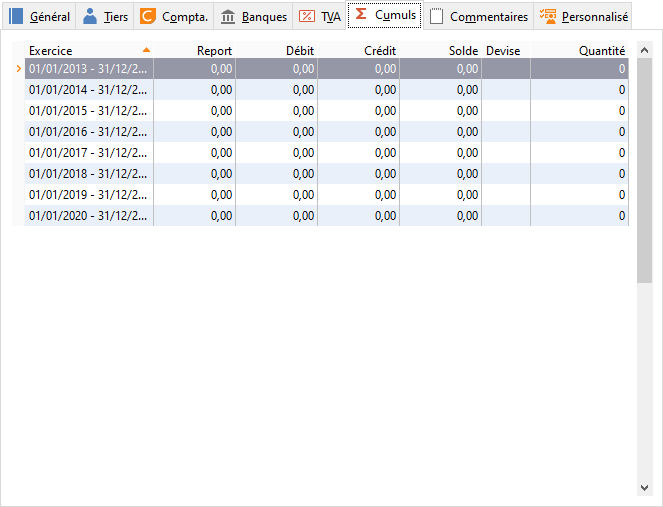 Général Tiers Compta. Banques TVA Cumuls Commentaires Personnalisé
Exercice Report Débit Crédit Solde Devise Quantité
01/01/2013 - 31/12/2... 0,00 0,00 0,00 0,00 0
01/01/2014 - 31/12/2... 0,00 0,00 0,00 0,00 0
01/01/2015 - 31/12/2... 0,00 0,00 0,00 0,00 0
01/01/2016 - 31/12/2... 0,00 0,00 0,00 0,00 0
01/01/2017 - 31/12/2... 0,00 0,00 0,00 0,00 0
01/01/2018 - 31/12/2... 0,00 0,00 0,00 0,00 0
01/01/2019 - 31/12/2... 0,00 0,00 0,00 0,00 0
01/01/2020 - 31/12/2... 0,00 0,00 0,00 0,00 0